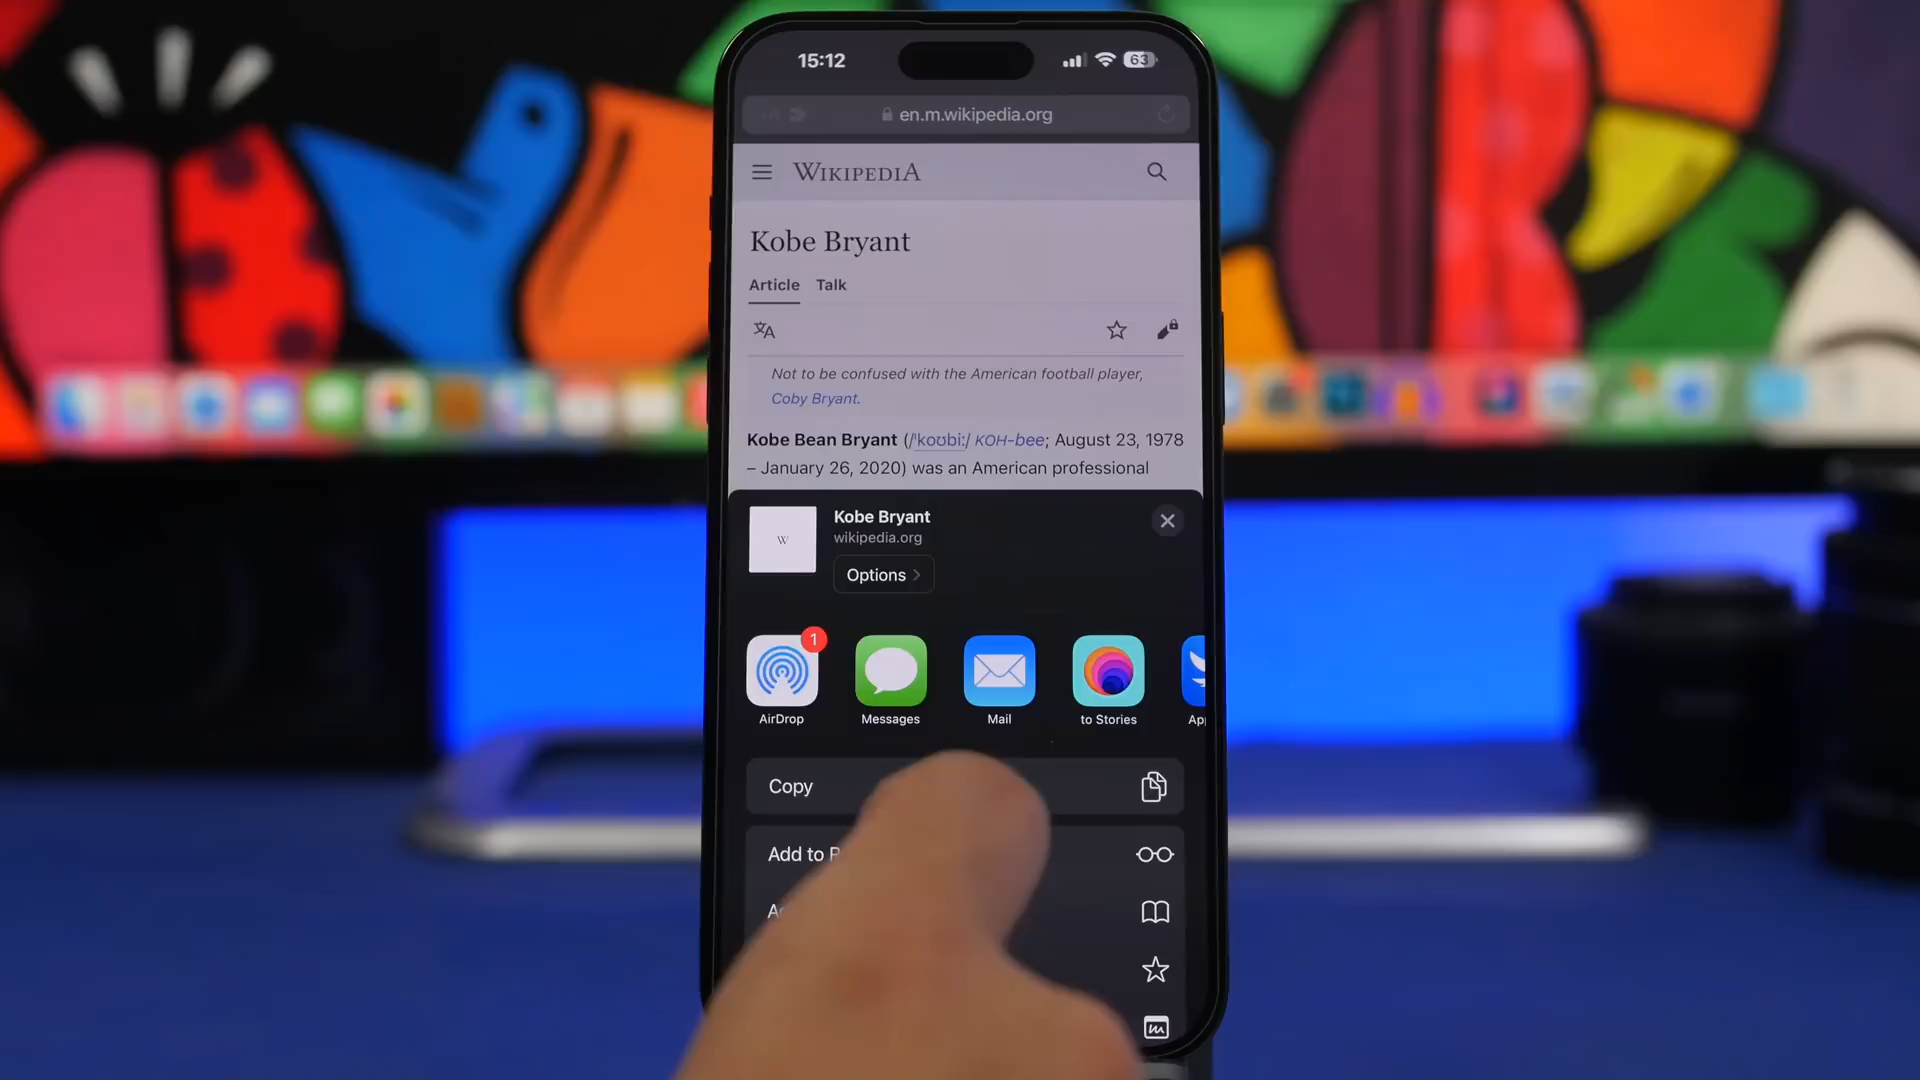 15:12
63
en.m.wikipedia.org
WIKIPEDIA
Kobe Bryant
Article Talk
Not to be confused with the American football player,
Coby Bryant.
Kobe Bean Bryant (/ˈkoʊbiː/ KOH-bee; August 23, 1978
– January 26, 2020) was an American professional
Kobe Bryant
wikipedia.org
W
Options
1
AirDrop Messages Mail to Stories App
Copy
Add to